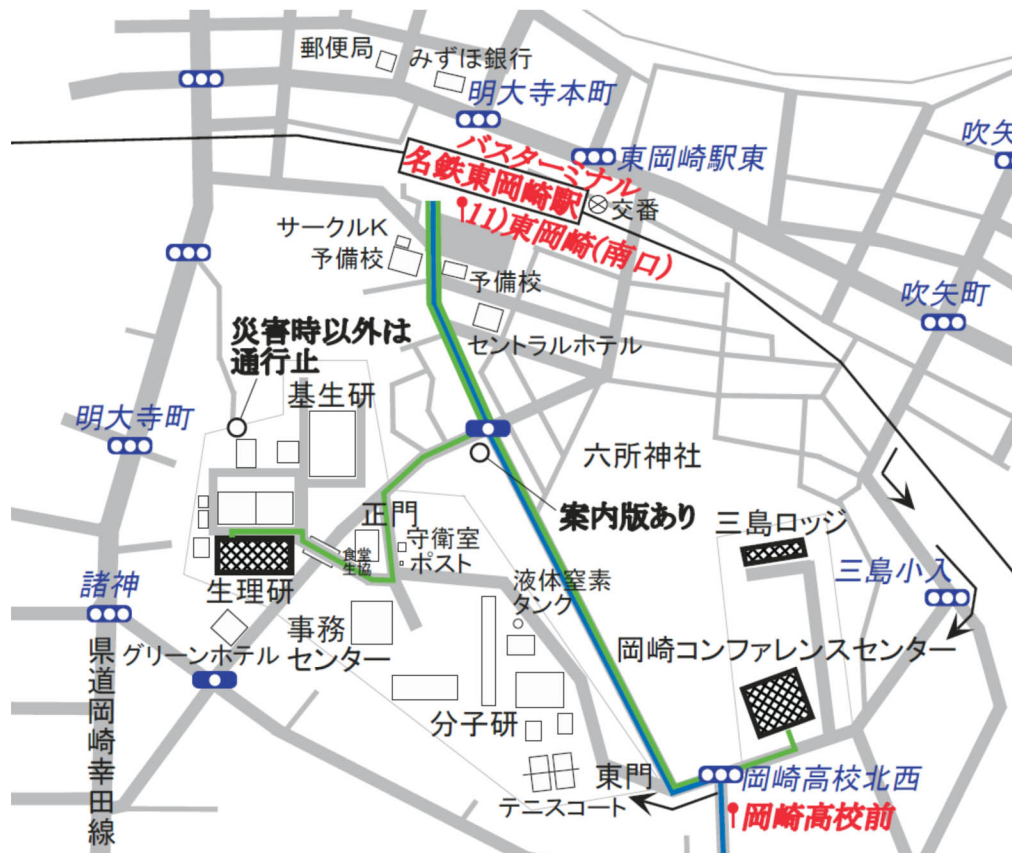 郵便局
みずほ銀行
明大寺本町
吹矢
バスターミナル
東岡崎駅東
名鉄東岡崎駅
交番
11)東岡崎(南口)
サークルK
予備校
予備校
吹矢町
セントラルホテル
災害時以外は
通行止
基生研
明大寺町
六所神社
案内版あり
正門
三島ロッジ
守衛室
ポスト
食堂
生協
諸神
生理研
液体窒素
タンク
三島小入
事務
センター
グリーンホテル
岡崎コンファレンスセンター
県道岡崎幸田線
分子研
東門
岡崎高校北西
テニスコート
岡崎高校前